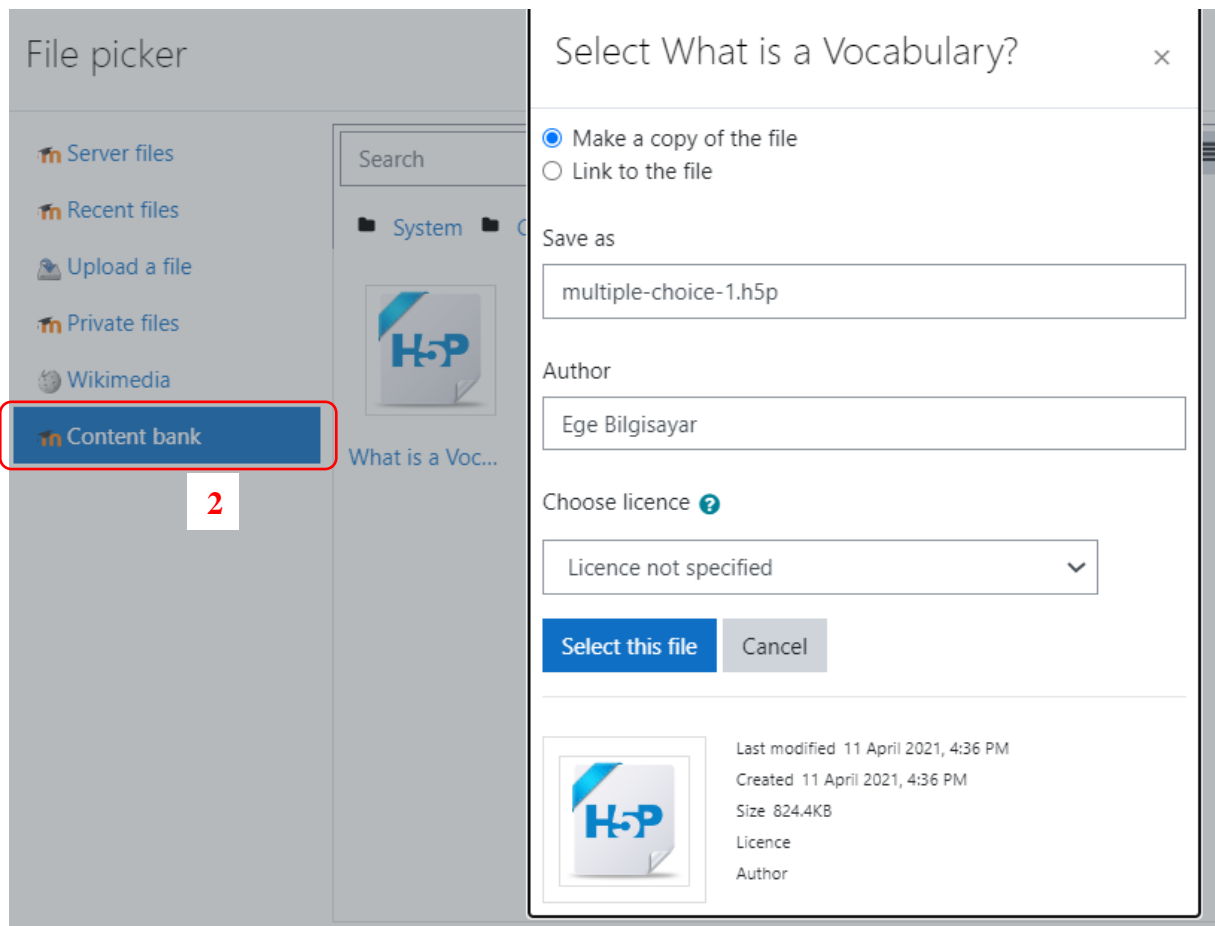 File picker
Server files
Recent files
Upload a file
Private files
Wikimedia
Content bank
2
Search
System
H5P
What is a Voc...
Select What is a Vocabulary?
×
Make a copy of the file
Link to the file
Save as
multiple-choice-1.h5p
Author
Ege Bilgisayar
Choose licence ?
Licence not specified
Select this file Cancel
H5P
Last modified 11 April 2021, 4:36 PM
Created 11 April 2021, 4:36 PM
Size 824.4KB
Licence
Author